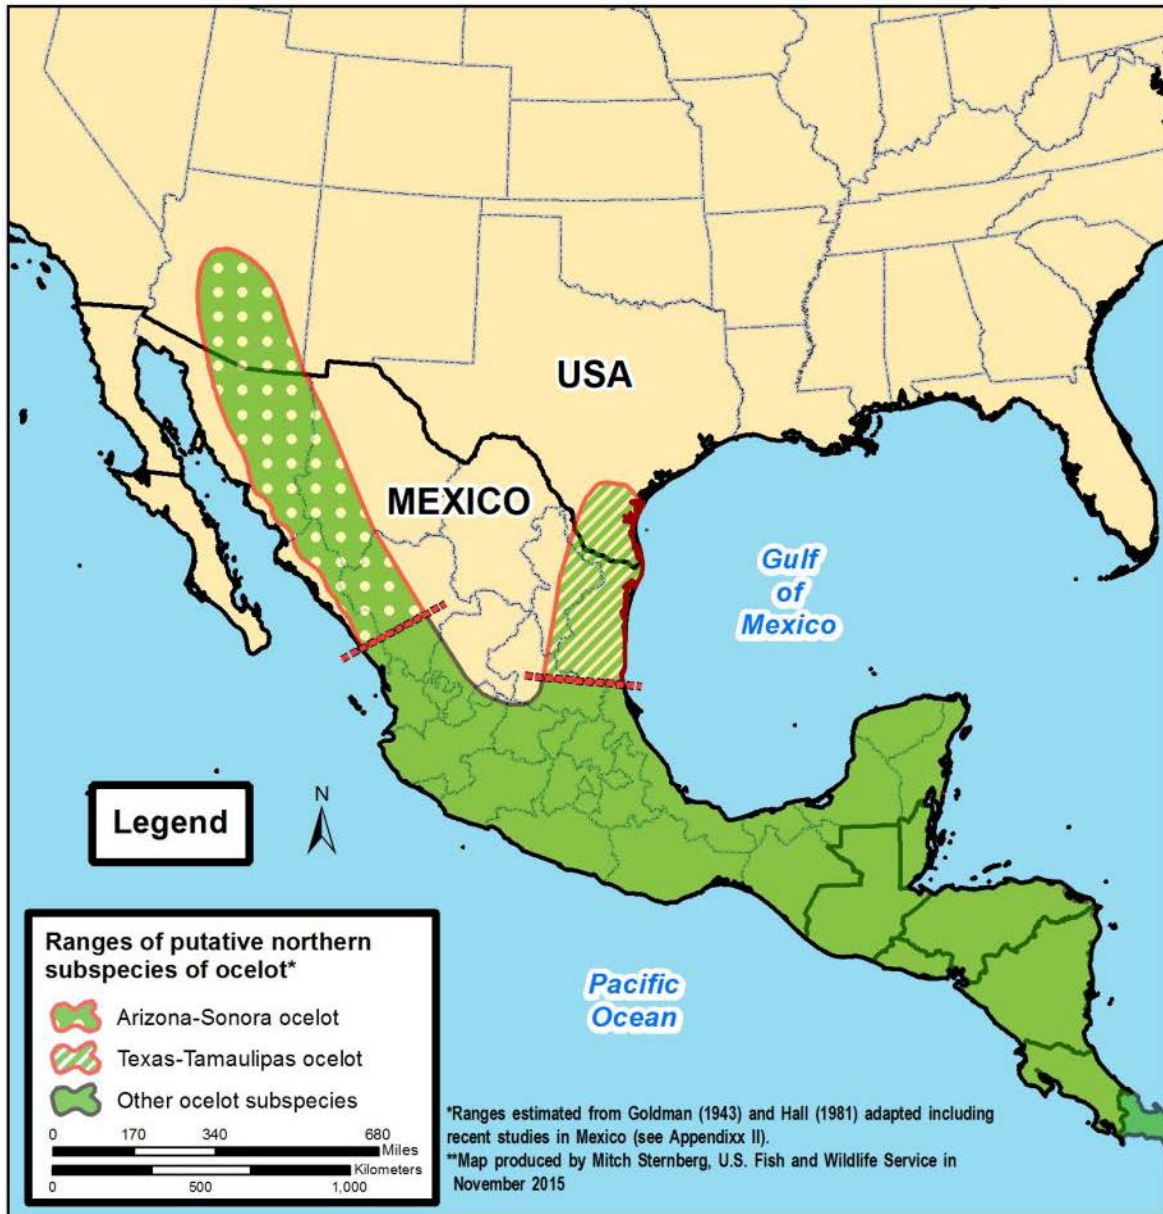 USA
MEXICO
Gulf
of
Mexico
Legend
N
Ranges of putative northern
subspecies of ocelot*
Arizona-Sonora ocelot
Texas-Tamaulipas ocelot
Other ocelot subspecies
0 170 340 680
Miles
Kilometers
0 500 1,000
Pacific
Ocean
*Ranges estimated from Goldman (1943) and Hall (1981) adapted including
recent studies in Mexico (see Appendixx II).
**Map produced by Mitch Sternberg, U.S. Fish and Wildlife Service in
November 2015